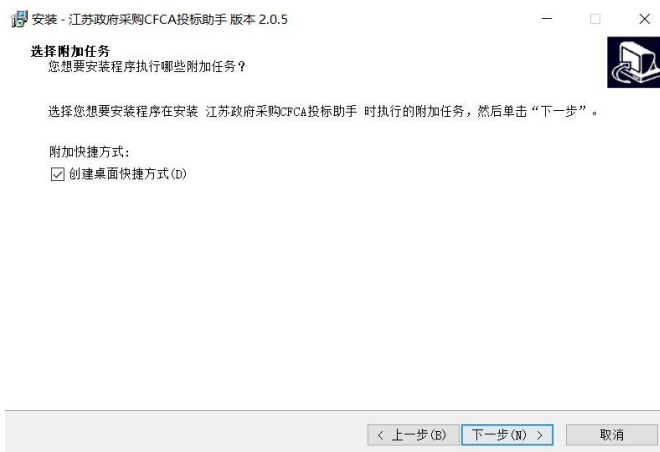 安装 - 江苏政府采购CFCA投标助手 版本 2.0.5
选择附加任务
您想要安装程序执行哪些附加任务？
选择您想要安装程序在安装 江苏政府采购CFCA投标助手 时执行的附加任务，然后单击“下一步”。
附加快捷方式:
创建桌面快捷方式(D)
< 上一步(B) 下一步(N) > 取消